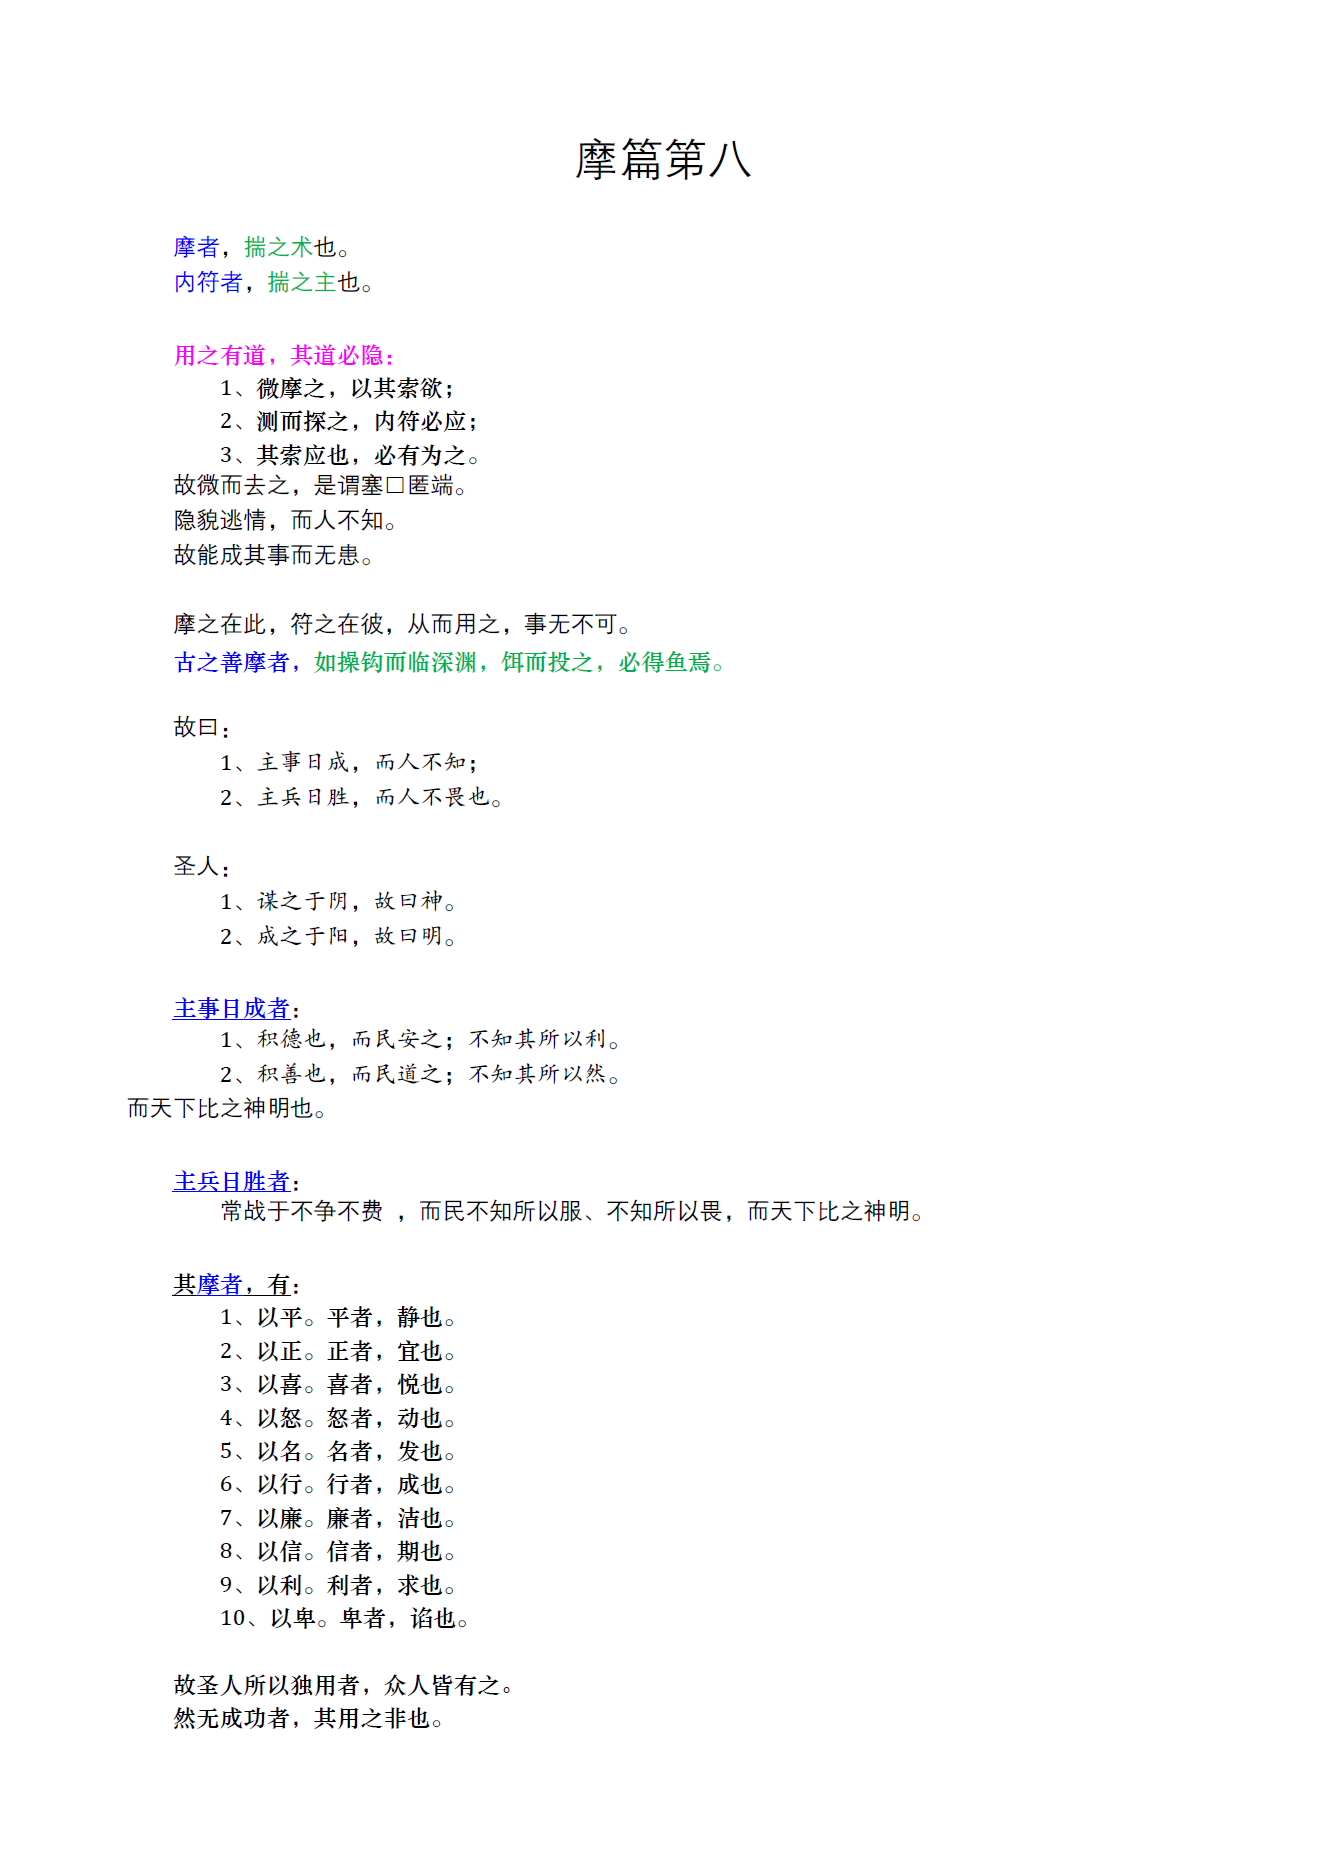 摩篇第八
摩者，揣之术也。
内符者，揣之主也。
用之有道，其道必隐：
1、微摩之，以其索欲；
2、测而探之，内符必应；
3、其索应也，必有为之。
故微而去之，是谓塞□匿端。
隐貌逃情，而人不知。
故能成其事而无患。
摩之在此，符之在彼，从而用之，事无不可。
古之善摩者，如操钩而临深渊，饵而投之，必得鱼焉。
故曰：
1、主事日成，而人不知；
2、主兵日胜，而人不畏也。
圣人：
1、谋之于阴，故曰神。
2、成之于阳，故曰明。
主事日成者：
1、积德也，而民安之；不知其所以利。
2、积善也，而民道之；不知其所以然。
而天下比之神明也。
主兵日胜者：
常战于不争不费 ，而民不知所以服、不知所以畏，而天下比之神明。
其摩者，有：
1、以平。平者，静也。
2、以正。正者，宜也。
3、以喜。喜者，悦也。
4、以怒。怒者，动也。
5、以名。名者，发也。
6、以行。行者，成也。
7、以廉。廉者，洁也。
8、以信。信者，期也。
9、以利。利者，求也。
10、以卑。卑者，谄也。
故圣人所以独用者，众人皆有之。
然无成功者，其用之非也。